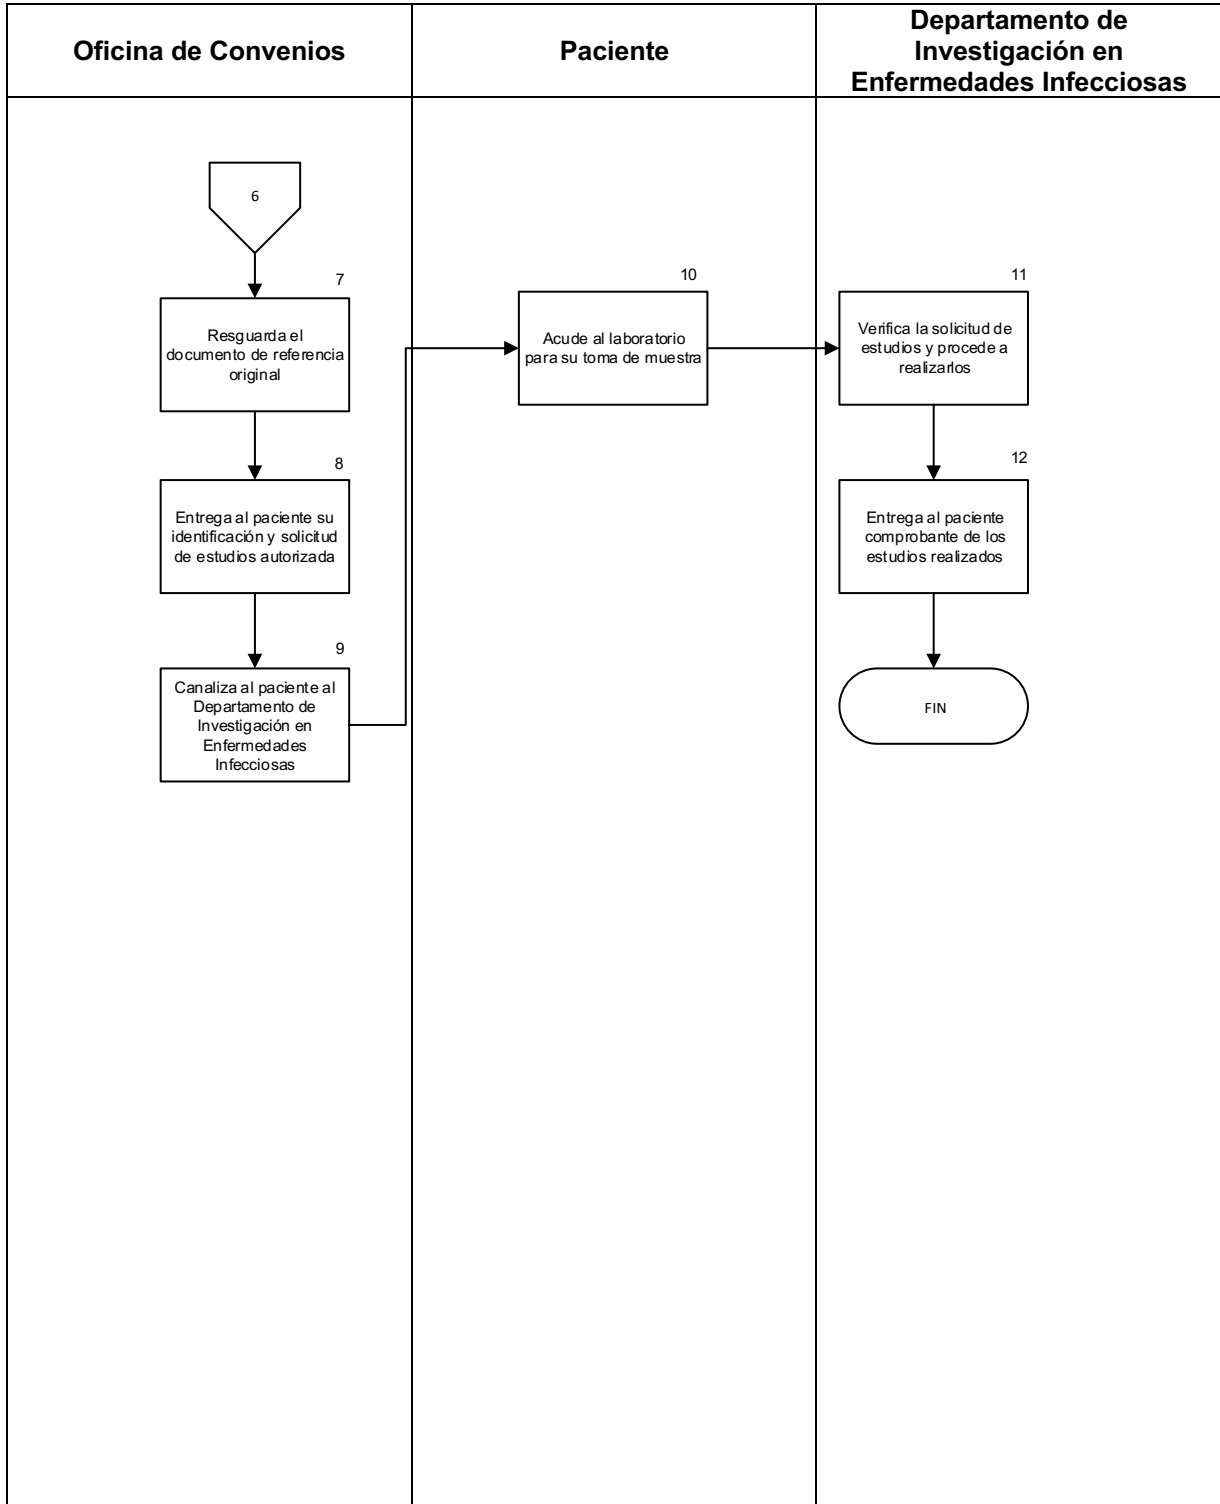 Oficina de Convenios
Paciente
Departamento de
Investigación en
Enfermedades Infecciosas
6
7
Resguarda el
documento de referencia
original
8
Entrega al paciente su
identificación y solicitud
de estudios autorizada
9
Canaliza al paciente al
Departamento de
Investigación en
Enfermedades
Infecciosas
10
Acude al laboratorio
para su toma de muestra
11
Verifica la solicitud de
estudios y procede a
realizarlos
12
Entrega al paciente
comprobante de los
estudios realizados
FIN